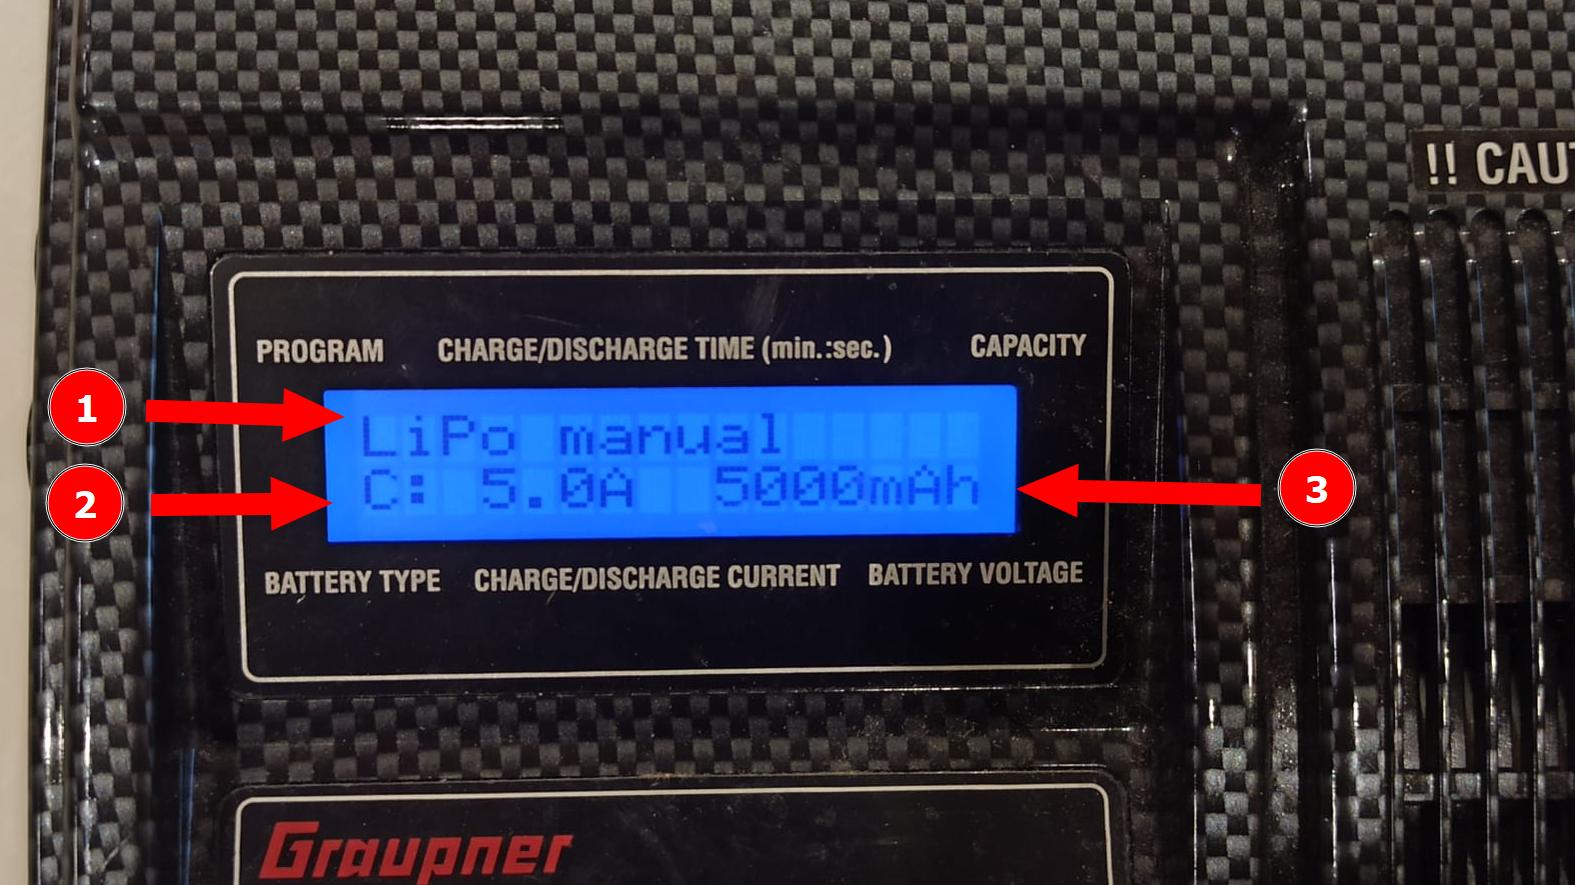 !! CAU
PROGRAM CHARGE/DISCHARGE TIME (min.:sec.) CAPACITY
1
LiPo manual
2
C: 5.0A 5000mAh
3
BATTERY TYPE CHARGE/DISCHARGE CURRENT BATTERY VOLTAGE
Graupner